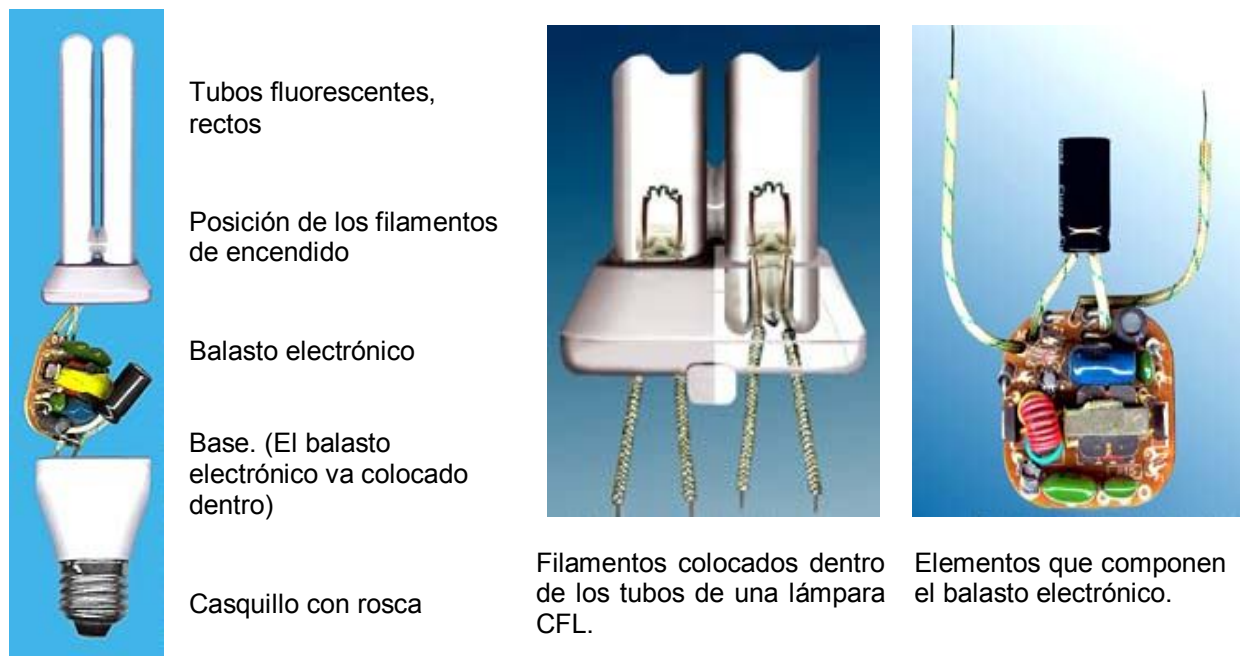 Tubos fluorescentes,
rectos
Posición de los filamentos
de encendido
Balasto electrónico
Base. (El balasto
electrónico va colocado
dentro)
Casquillo con rosca
Filamentos colocados dentro
de los tubos de una lámpara
CFL.
Elementos que componen
el balasto electrónico.